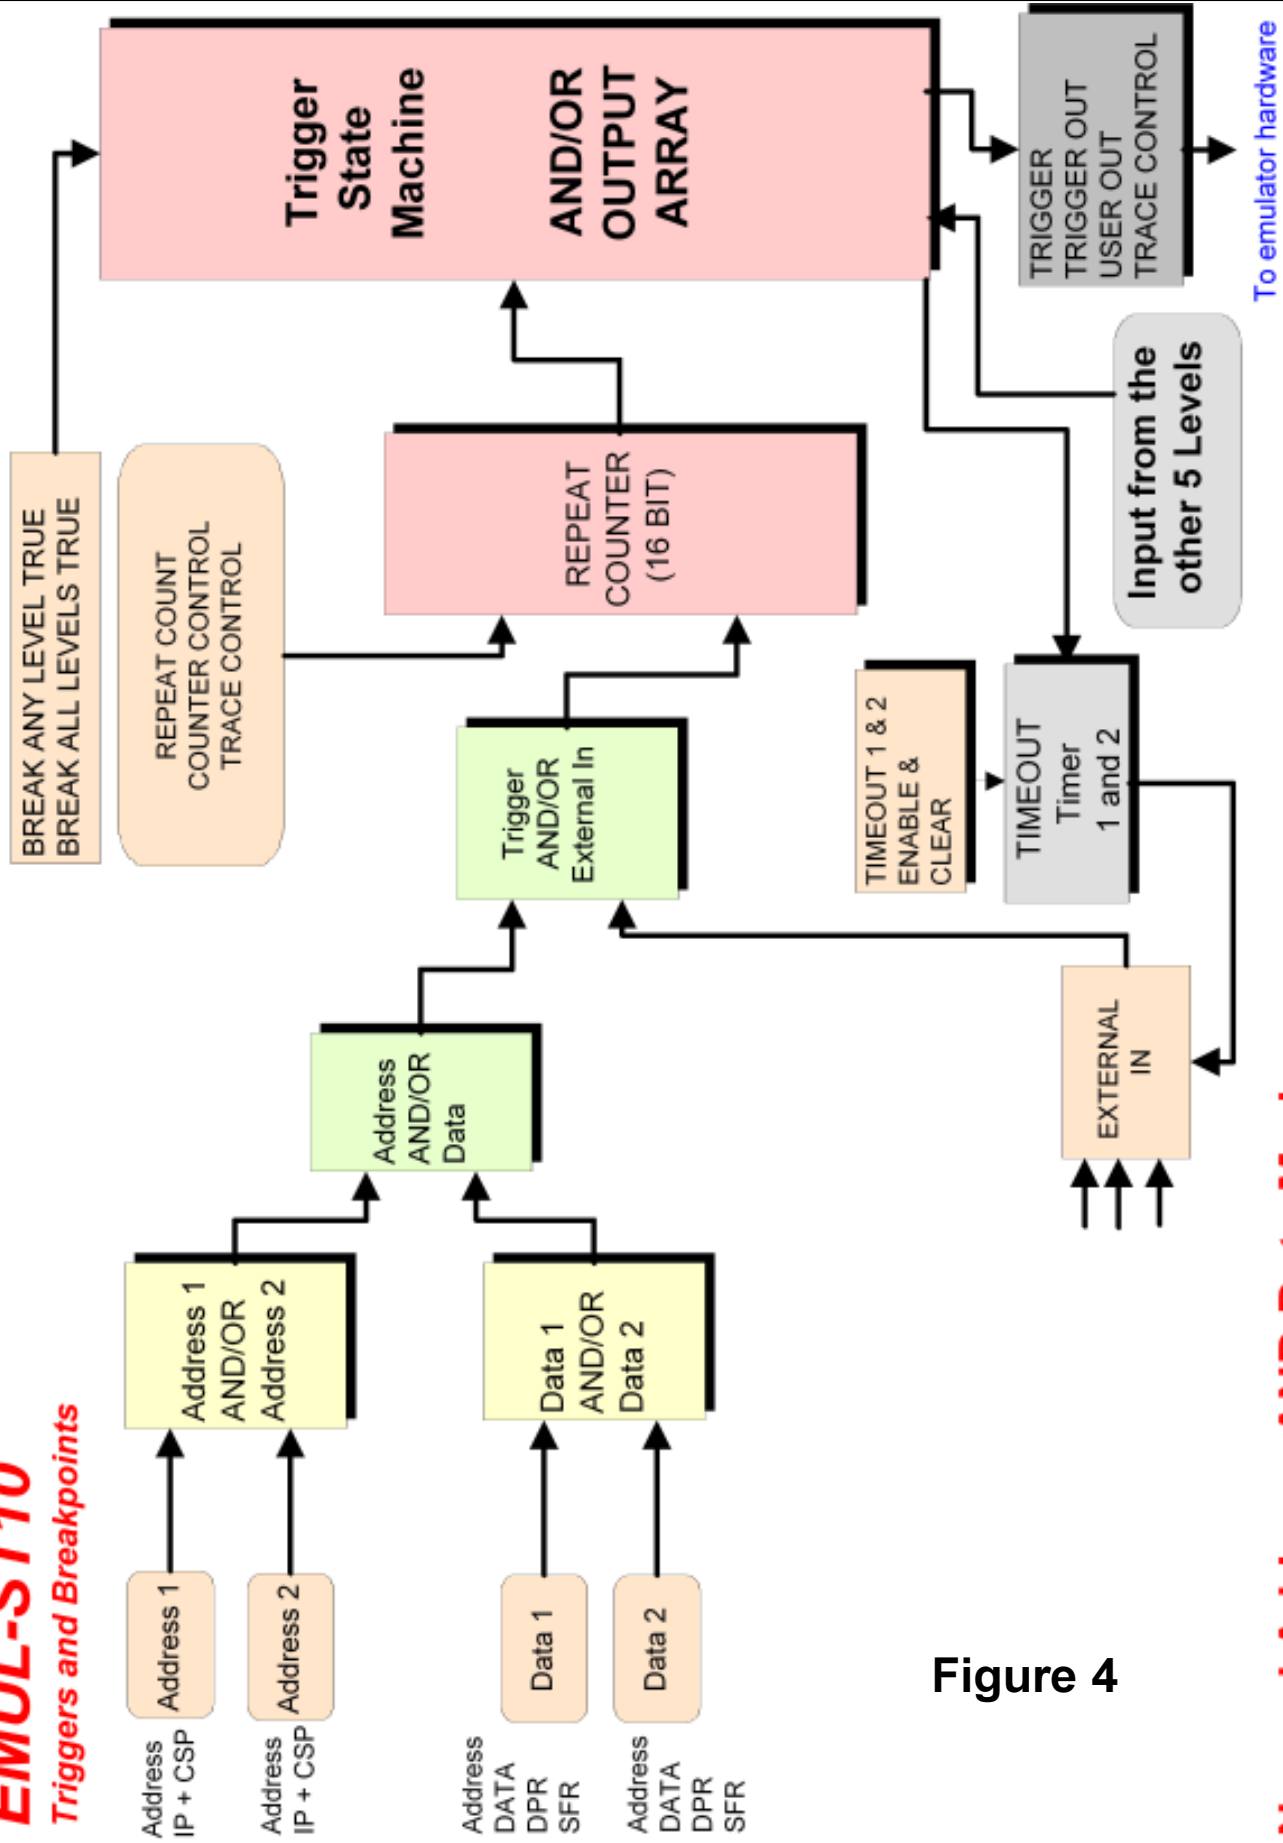 EMUL-ST10
Triggers and Breakpoints
Address
IP + CSP
Address 1
Address
IP + CSP
Address 2
Address
DATA
DPR
SFR
Data 1
Address
DATA
DPR
SFR
Data 2
Address 1
AND/OR
Address 2
Data 1
AND/OR
Data 2
Address
AND/OR
Data
EXTERNAL
IN
Trigger
AND/OR
External In
BREAK ANY LEVEL TRUE
BREAK ALL LEVELS TRUE
REPEAT COUNT
COUNTER CONTROL
TRACE CONTROL
TIMEOUT 1 & 2
ENABLE &
CLEAR
TIMEOUT
Timer
1 and 2
REPEAT
COUNTER
(16 BIT)
Input from the
other 5 Levels
Trigger
State
Machine
AND/OR
OUTPUT
ARRAY
TRIGGER
TRIGGER OUT
USER OUT
TRACE CONTROL
To emulator hardware
Figure 4